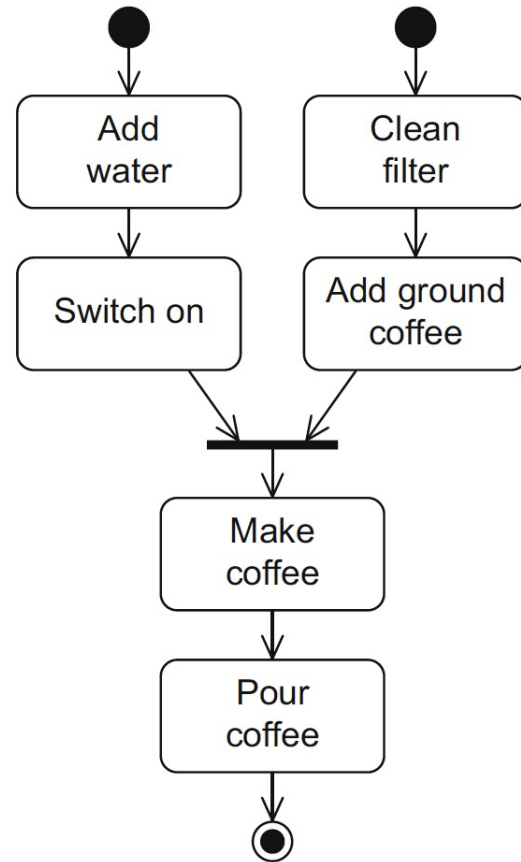 Add
water
Clean
filter
Switch on
Add ground
coffee
Make
coffee
Pour
coffee